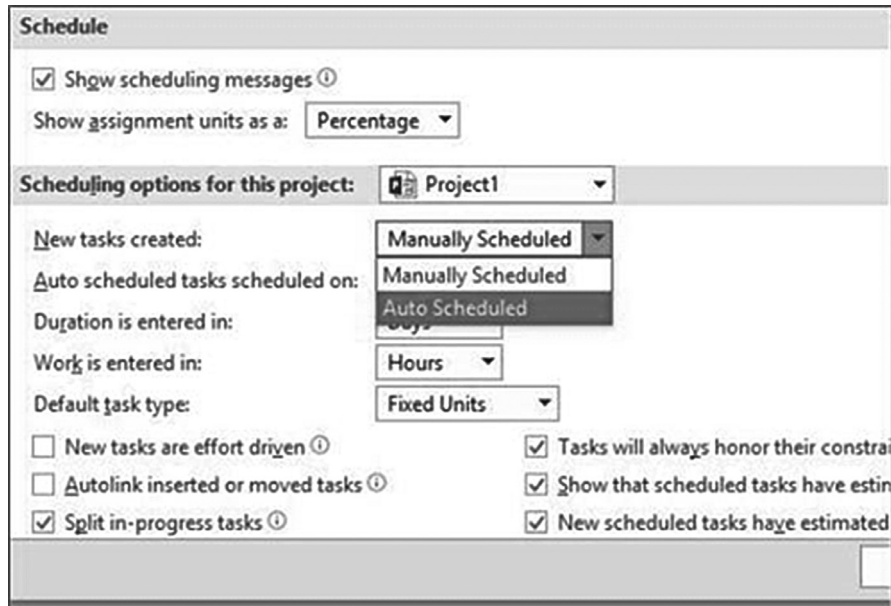 Schedule
Show scheduling messages
Show assignment units as a: Percentage
Scheduling options for this project: Project1
New tasks created: Manually Scheduled
Manually Scheduled
Auto scheduled tasks scheduled on:
Auto Scheduled
Duration is entered in: Days
Work is entered in: Hours
Default task type: Fixed Units
New tasks are effort driven Tasks will always honor their constrai
Autolink inserted or moved tasks Show that scheduled tasks have estin
Split in-progress tasks New scheduled tasks have estimated